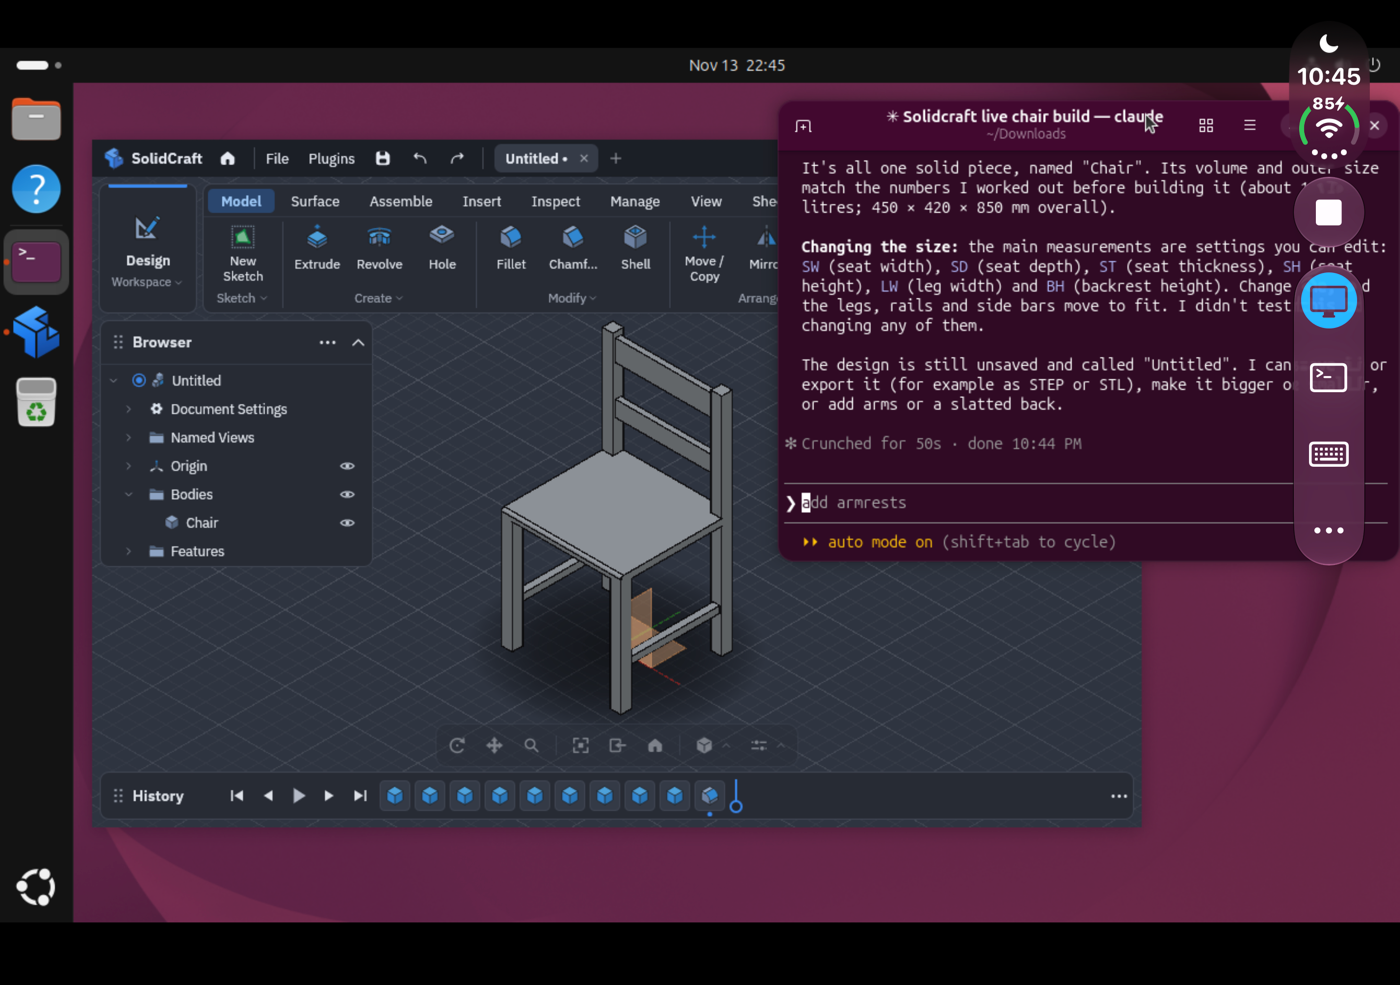 Nov 13 22:45
10:45
85
SolidCraft
File
Plugins
Untitled •
Design
Workspace
Model
Surface
Assemble
Insert
Inspect
Manage
View
New Sketch
Extrude
Revolve
Hole
Fillet
Chamf...
Shell
Move / Copy
Sketch
Create
Modify
Browser
Untitled
Document Settings
Named Views
Origin
Bodies
Chair
Features
History
Solidcraft live chair build — claude
~/Downloads
It's all one solid piece, named "Chair". Its volume and outer size
match the numbers I worked out before building it (about
litres; 450 × 420 × 850 mm overall).
Changing the size: the main measurements are settings you can edit:
SW (seat width), SD (seat depth), ST (seat thickness), SH (seat
height), LW (leg width) and BH (backrest height). Change
the legs, rails and side bars move to fit. I didn't test
changing any of them.
The design is still unsaved and called "Untitled". I can or
export it (for example as STEP or STL), make it bigger
or add arms or a slatted back.
Crunched for 50s · done 10:44 PM
❯ add armrests
auto mode on (shift+tab to cycle)